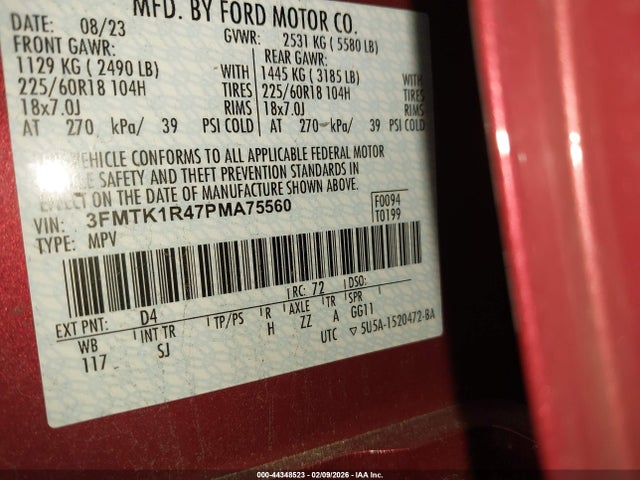 MFD. BY FORD MOTOR CO.
DATE: 08/23 GVWR: 2531 KG ( 5580 LB)
FRONT GAWR: REAR GAWR:
1129 KG ( 2490 LB) WITH 1445 KG ( 3185 LB) WITH
225/60R18 104H TIRES 225/60R18 104H TIRES
18x7.0J RIMS 18x7.0J RIMS
AT 270 kPa/ 39 PSI COLD AT 270 kPa/ 39 PSI COLD
THIS VEHICLE CONFORMS TO ALL APPLICABLE FEDERAL MOTOR
VEHICLE SAFETY AND THEFT PREVENTION STANDARDS IN
EFFECT ON THE DATE OF MANUFACTURE SHOWN ABOVE.
VIN: 3FMTK1R47PMA75560 F0094
TYPE: MPV T0199
EXT PNT: D4 RC: 72 DSO:
WB INT TR TP/PS R AXLE TR SPR
117 SJ H ZZ A GG11
UTC ▽ 5U5A-1520472-BA
000-44348523 - 02/09/2026 - IAA Inc.